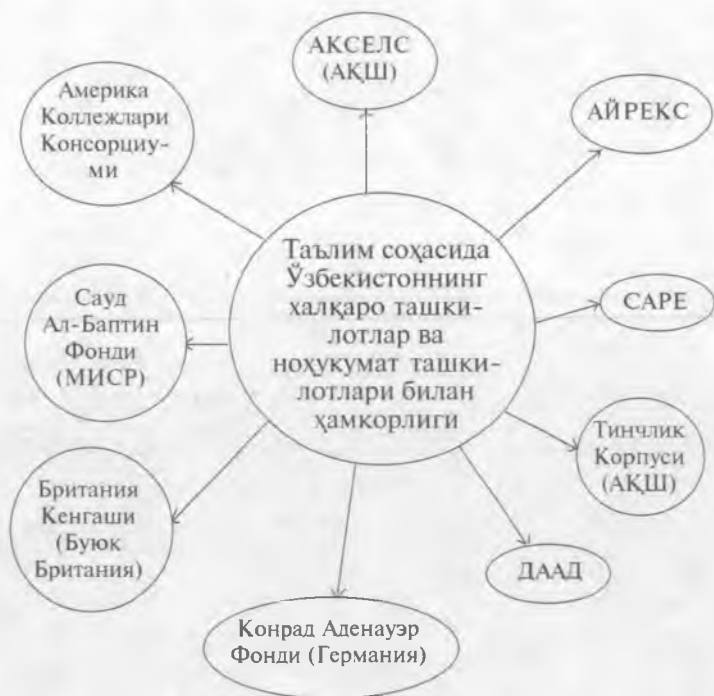 АКСЕЛС
(АҚШ)
Америка
Коллежлари
Консорциу-
ми
АЙРЕКС
Таълим соҳасида
Ўзбекистоннинг
халқаро ташки-
лотлар ва
ноҳукумат ташки-
лотлари билан
ҳамкорлиги
Сауд
Ал-Баптин
Фонди
(МИСР)
САРЕ
Тинчлик
Корпуси
(АҚШ)
Британия
Кенгаши
(Буюк
Британия)
ДААД
Конрад Аденауэр
Фонди (Германия)